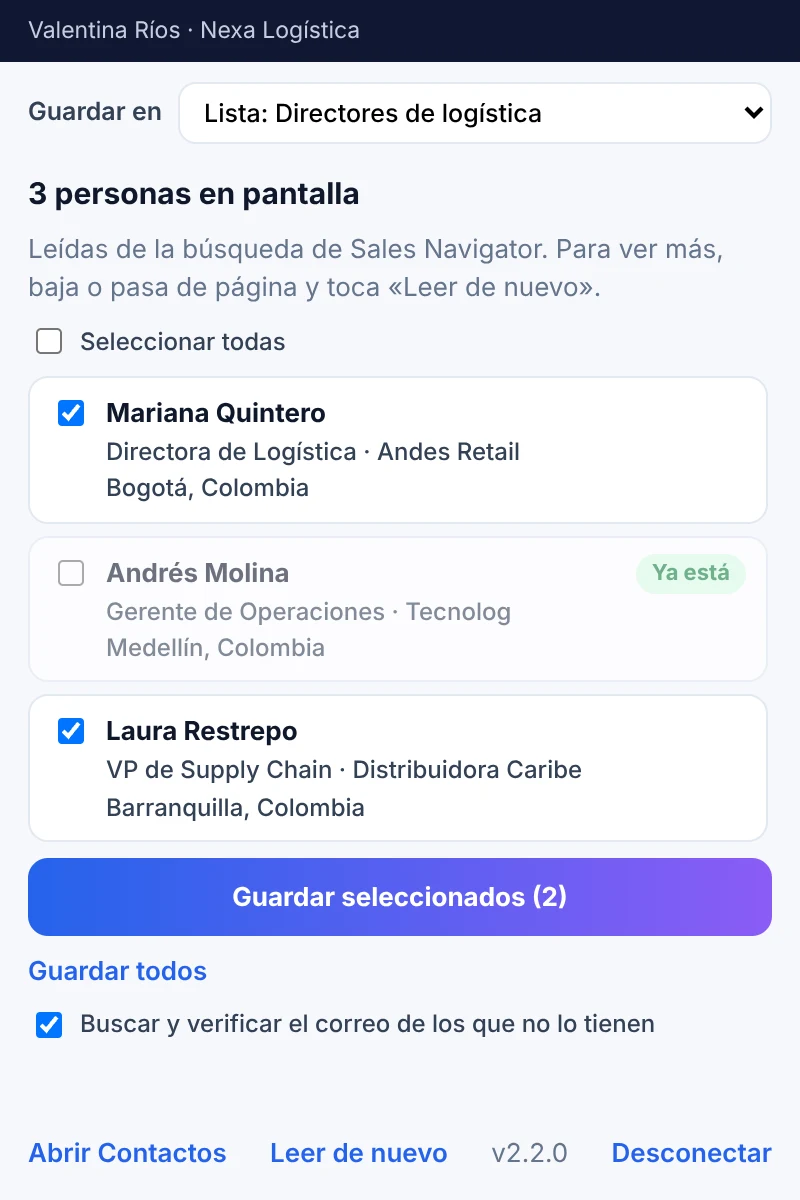 Valentina Ríos · Nexa Logística
Guardar en
Lista: Directores de logística
3 personas en pantalla
Leídas de la búsqueda de Sales Navigator. Para ver más,
baja o pasa de página y toca «Leer de nuevo».
Seleccionar todas
Mariana Quintero
Directora de Logística · Andes Retail
Bogotá, Colombia
Andrés Molina
Ya está
Gerente de Operaciones · Tecnolog
Medellín, Colombia
Laura Restrepo
VP de Supply Chain · Distribuidora Caribe
Barranquilla, Colombia
Guardar seleccionados (2)
Guardar todos
Buscar y verificar el correo de los que no lo tienen
Abrir Contactos Leer de nuevo v2.2.0 Desconectar